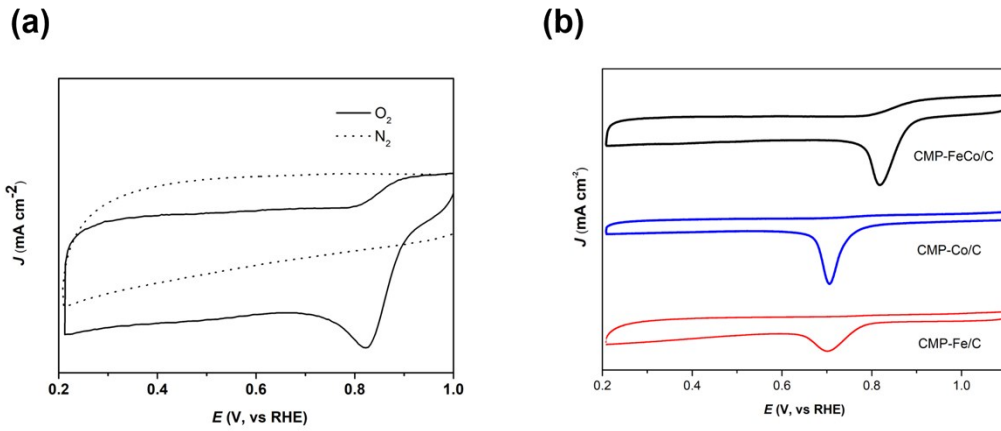 (a)
O₂
N₂
J (mA cm⁻²)
0.2 0.4 0.6 0.8 1.0
E (V, vs RHE)
(b)
CMP-FeCo/C
CMP-Co/C
CMP-Fe/C
J (mA cm⁻²)
0.2 0.4 0.6 0.8 1.0
E (V, vs RHE)